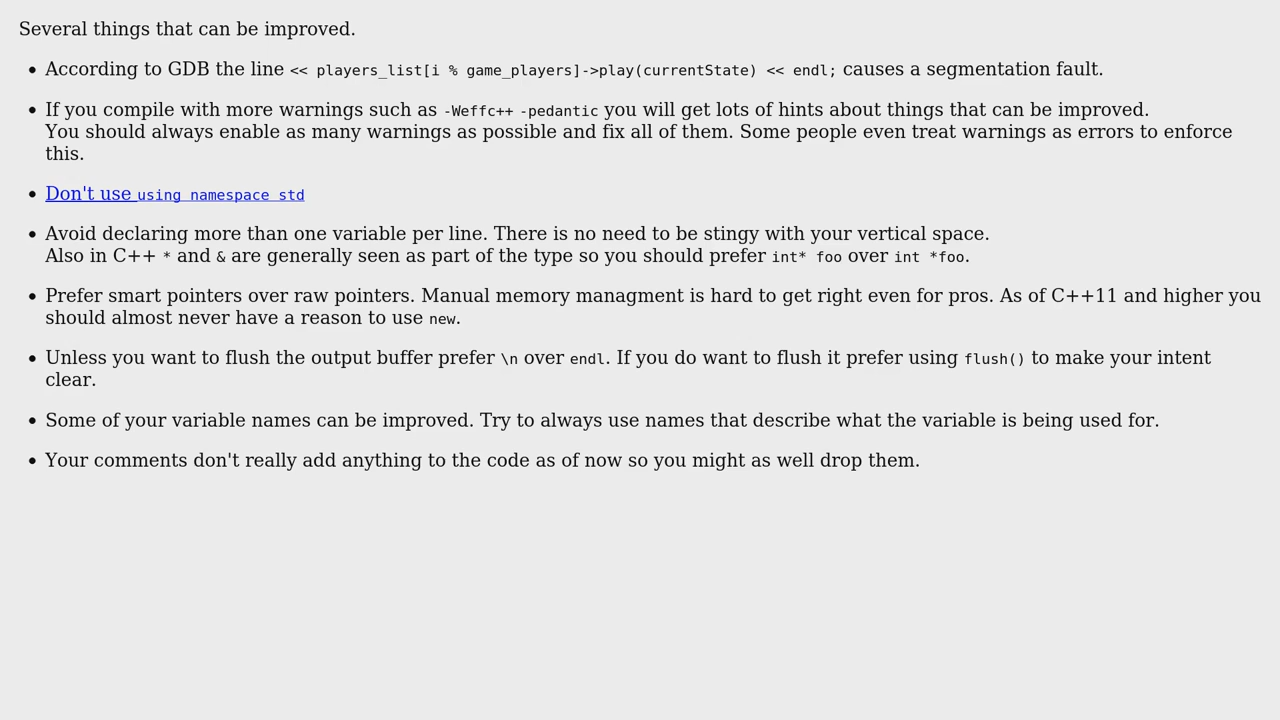 Several things that can be improved.
• According to GDB the line << players_list[i % game_players]->play(currentState) << endl; causes a segmentation fault.
• If you compile with more warnings such as -Weffc++ -pedantic you will get lots of hints about things that can be improved.
You should always enable as many warnings as possible and fix all of them. Some people even treat warnings as errors to enforce
this.
• Don't use using namespace std
• Avoid declaring more than one variable per line. There is no need to be stingy with your vertical space.
Also in C++ * and & are generally seen as part of the type so you should prefer int* foo over int *foo.
• Prefer smart pointers over raw pointers. Manual memory managment is hard to get right even for pros. As of C++11 and higher you
should almost never have a reason to use new.
• Unless you want to flush the output buffer prefer \n over endl. If you do want to flush it prefer using flush() to make your intent
clear.
• Some of your variable names can be improved. Try to always use names that describe what the variable is being used for.
• Your comments don't really add anything to the code as of now so you might as well drop them.